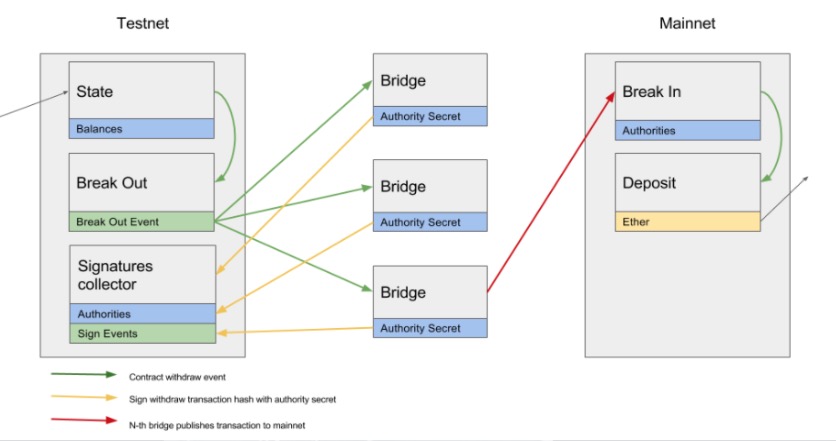 Testnet
Mainnet
State
Balances
Break Out
Break Out Event
Signatures
collector
Authorities
Sign Events
Bridge
Authority Secret
Bridge
Authority Secret
Bridge
Authority Secret
Break In
Authorities
Deposit
Ether
Contract withdraw event
Sign withdraw transaction hash with authority secret
N-th bridge publishes transaction to mainnet